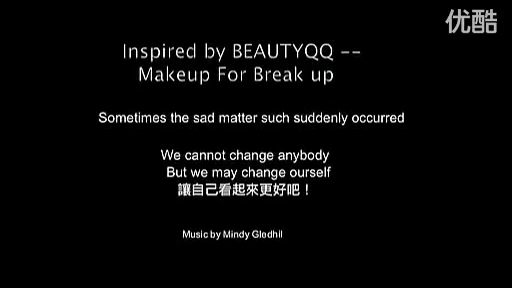 优酷
Inspired by BEAUTYQQ --
Makeup For Break up
Sometimes the sad matter such suddenly occurred
We cannot change anybody
But we may change ourself
讓自己看起來更好吧！
Music by Mindy Gledhil